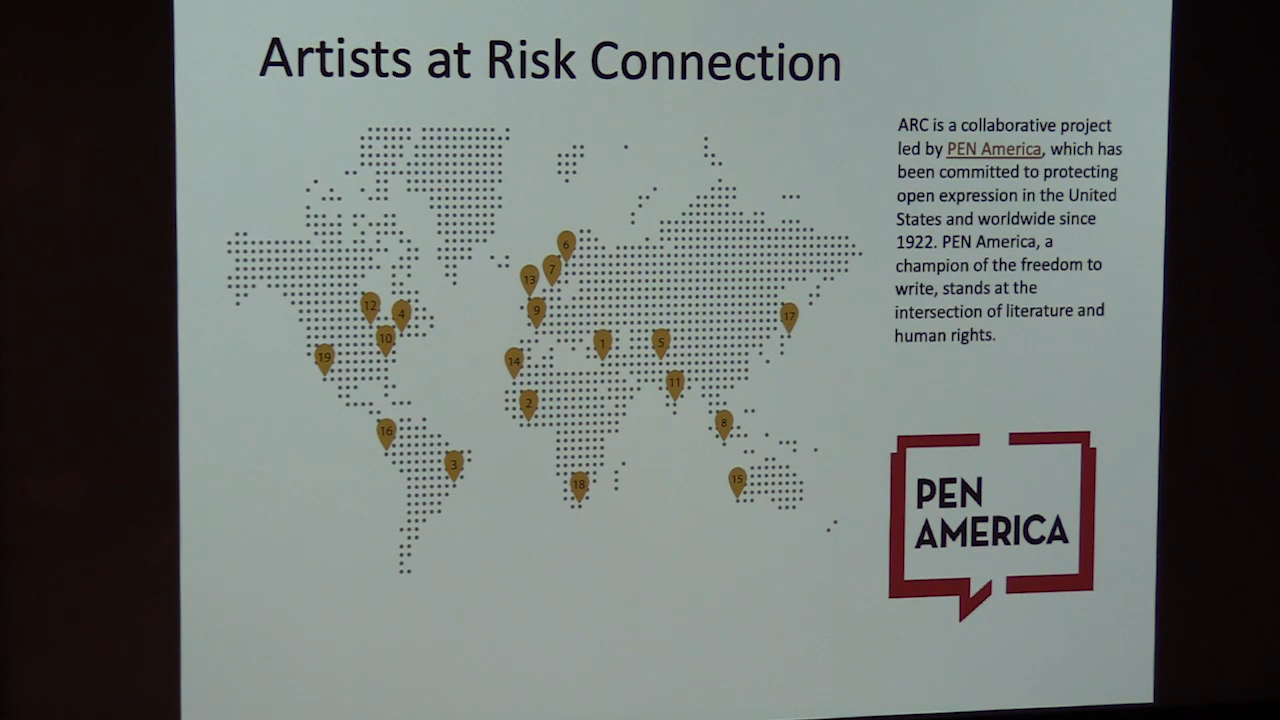 Artists at Risk Connection
ARC is a collaborative project
led by PEN America, which has
been committed to protecting
open expression in the United
States and worldwide since
1922. PEN America, a
champion of the freedom to
write, stands at the
intersection of literature and
human rights.
6
7
13
12
4
9
17
10
1
5
19
14
11
2
8
16
3
15
18
PEN
AMERICA